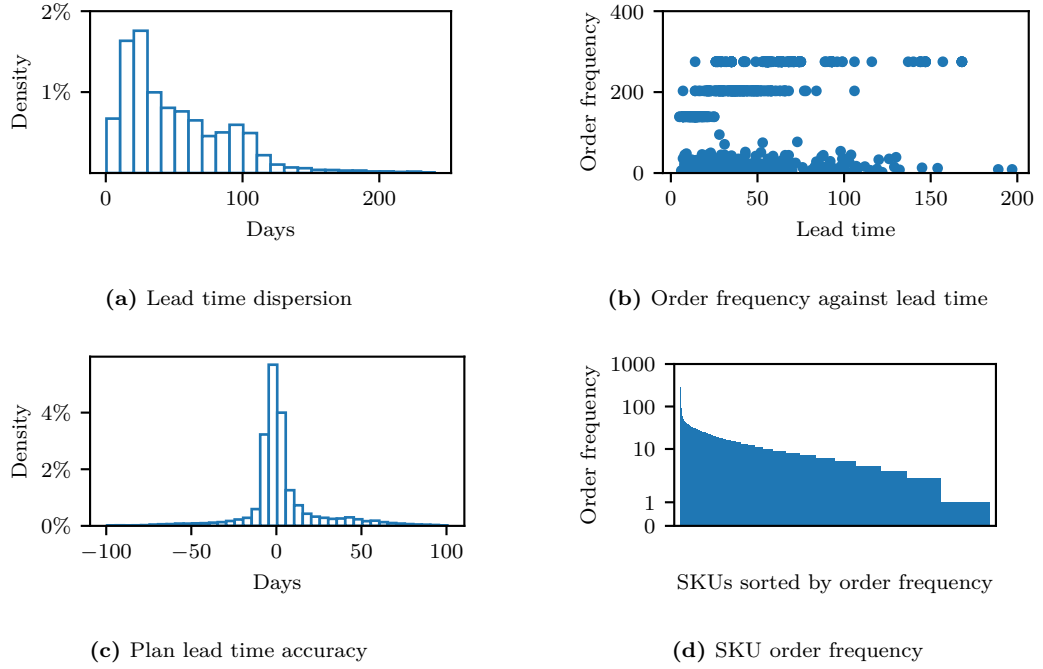 2%
1%
Density
0
100
200
Days
(a) Lead time dispersion
400
200
0
Order frequency
0
50
100
150
200
Lead time
(b) Order frequency against lead time
4%
2%
0%
Density
−100
−50
0
50
100
Days
(c) Plan lead time accuracy
1000
100
10
1
0
Order frequency
SKUs sorted by order frequency
(d) SKU order frequency